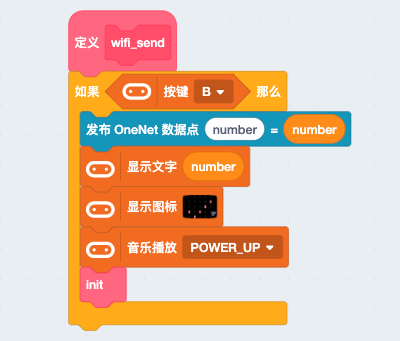 定义 wifi_send
如果 按键 B 那么
发布 OneNet 数据点 number = number
显示文字 number
显示图标
音乐播放 POWER_UP
init